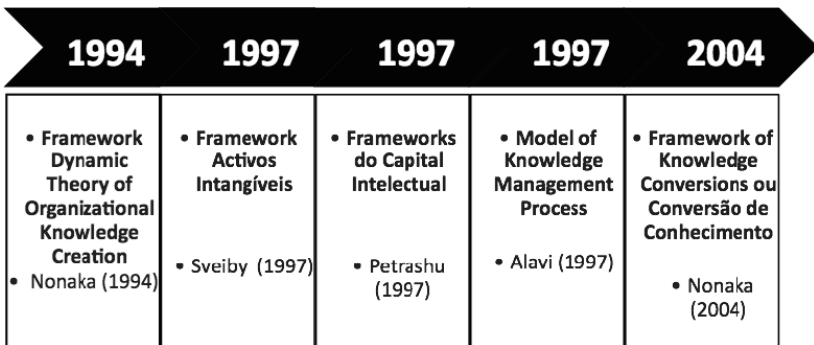 1994
1997
1997
1997
2004
• Framework
Dynamic
Theory of
Organizational
Knowledge
Creation
• Nonaka (1994)
• Framework
Activos
Intangíveis
• Sveiby (1997)
• Frameworks
do Capital
Intelectual
• Petrashu
(1997)
• Model of
Knowledge
Management
Process
• Alavi (1997)
• Framework of
Knowledge
Conversions ou
Conversão de
Conhecimento
• Nonaka
(2004)